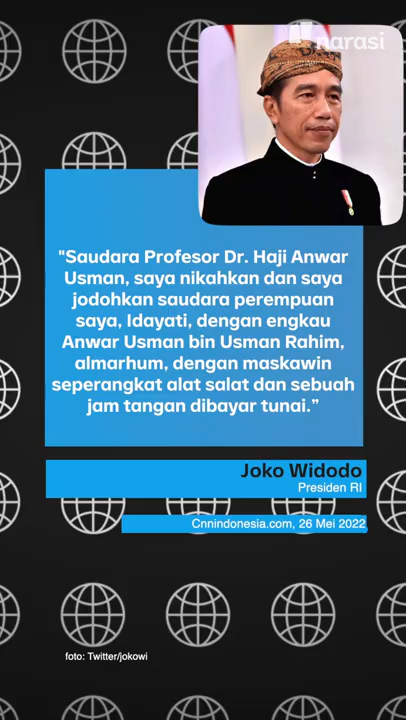 narasi
"Saudara Profesor Dr. Haji Anwar
Usman, saya nikahkan dan saya
jodohkan saudara perempuan
saya, Idayati, dengan engkau
Anwar Usman bin Usman Rahim,
almarhum, dengan maskawin
seperangkat alat salat dan sebuah
jam tangan dibayar tunai.”
Joko Widodo
Presiden RI
Cnnindonesia.com, 26 Mei 2022
foto: Twitter/jokowi